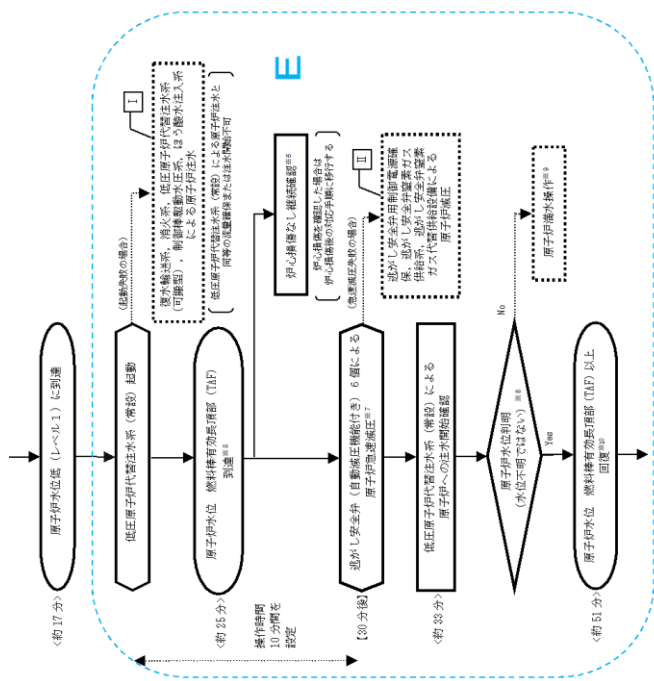 <約17分>
原子炉水位低（レベル1）に到達
低圧原子炉代替注水系（常設）起動
（起動失敗の場合）
I
復水輸送系，消火系，低圧原子炉代替注水系
（可搬型），制御棒駆動水圧系，ほう酸水注入系
による原子炉注水
低圧原子炉代替注水系（常設）による原子炉注水と
同等の流量確保または注水開始不可
E
操作時間
10分間を
設定
<約25分>
原子炉水位　燃料棒有効長頂部（TAF）
到達※5
炉心損傷なし継続確認※6
炉心損傷を確認した場合は
炉心損傷後の対応手順に移行する
【30分後】
逃がし安全弁（自動減圧機能付き）6個による
原子炉急速減圧※7
（急速減圧失敗の場合）
II
逃がし安全弁用制御電源確
保，逃がし安全弁窒素ガス
供給系，逃がし安全弁窒素
ガス代替供給設備による
原子炉減圧
<約33分>
低圧原子炉代替注水系（常設）による
原子炉への注水開始確認
原子炉水位判明
（水位不明ではない）※8
No
原子炉満水操作※9
Yes
<約51分>
原子炉水位　燃料棒有効長頂部（TAF）以上
回復※10